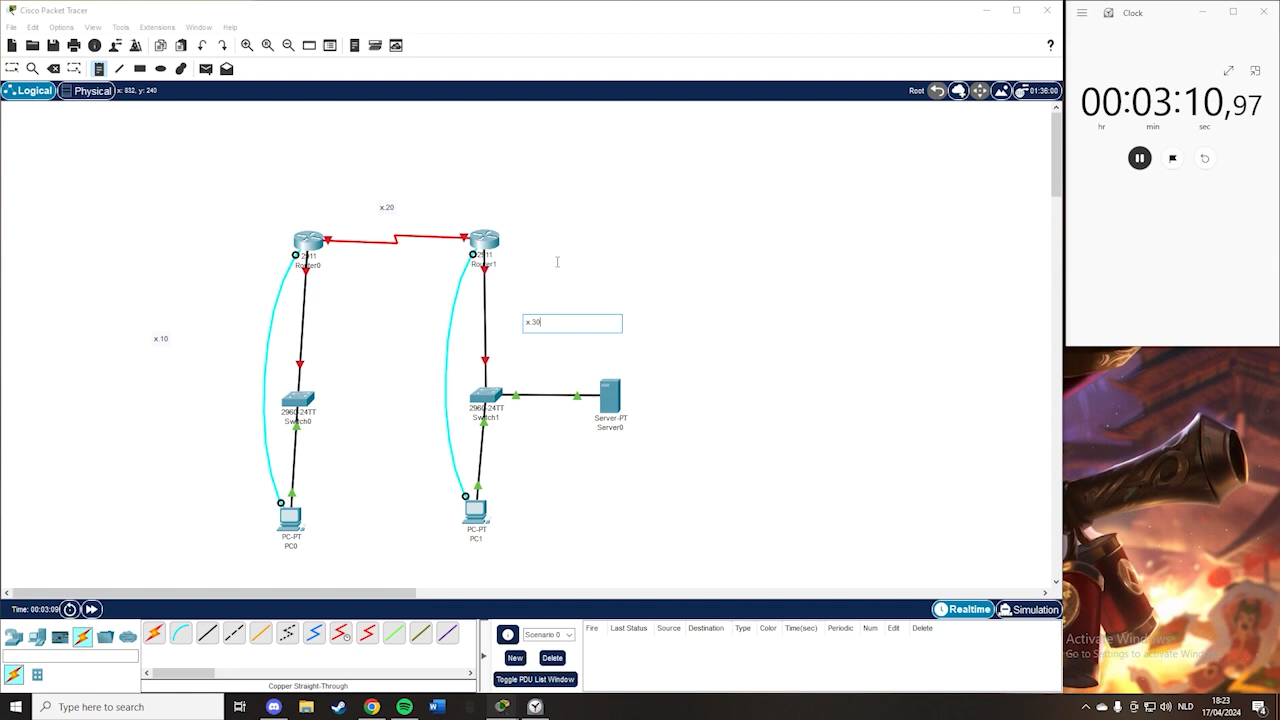 Cisco Packet Tracer
File Edit Options View Tools Extensions Window Help
Logical Physical x: 832, y: 240 Root 01:36:00
x.20
2911
Router0
2911
Router1
x.30
x.10
2960-24TT
Switch0
2960-24TT
Switch1
Server-PT
Server0
PC-PT
PC0
PC-PT
PC1
Time: 00:03:09 Realtime Simulation
Scenario 0
New Delete
Toggle PDU List Window
Fire Last Status Source Destination Type Color Time(sec) Periodic Num Edit Delete
Copper Straight-Through
Clock
00:03:10,97
hr min sec
Activate Windows
Go to Settings to activate Windows.
Type here to search
NLD
18:23
17/04/2024